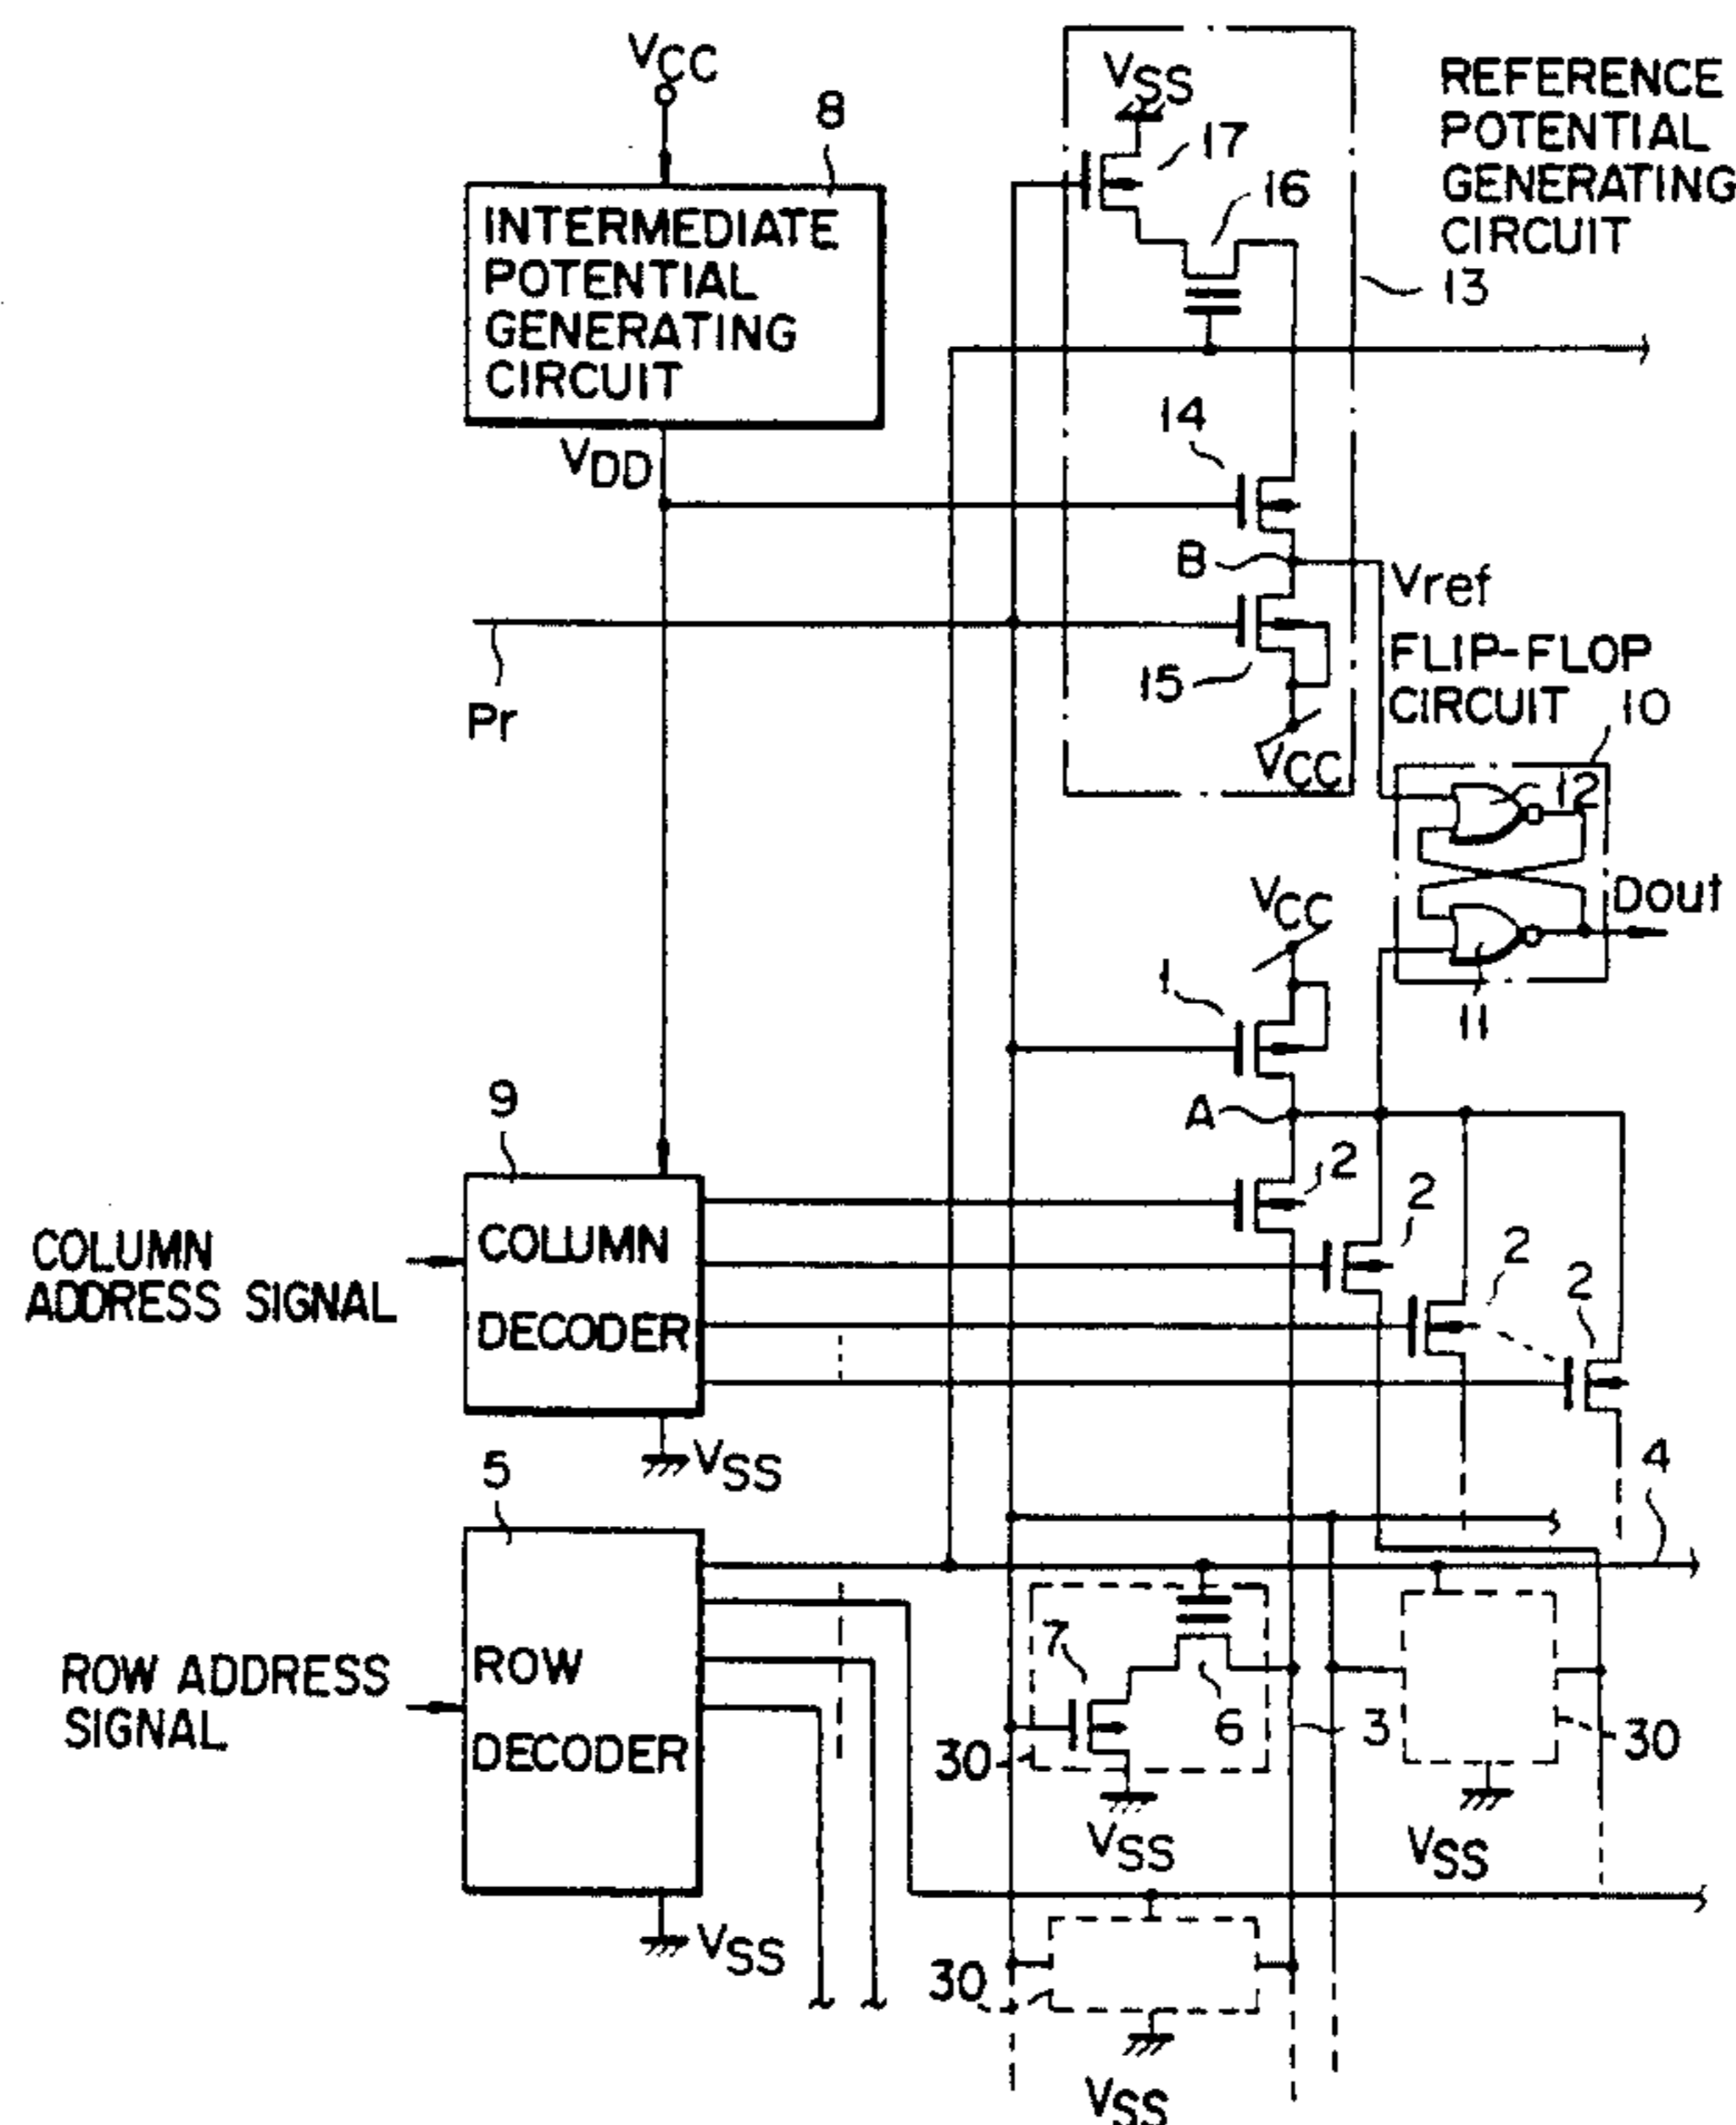 VCC
8
INTERMEDIATE
POTENTIAL
GENERATING
CIRCUIT
VDD
VSS
17
16
REFERENCE
POTENTIAL
GENERATING
CIRCUIT
13
14
B
Vref
Pr
15
VCC
FLIP-FLOP
CIRCUIT 10
12
Dout
11
VCC
1
A
9
COLUMN
DECODER
COLUMN
ADDRESS SIGNAL
2
2
2
2
VSS
4
5
ROW
DECODER
ROW ADDRESS
SIGNAL
7
6
3
30
30
VSS
VSS
VSS
30
VSS